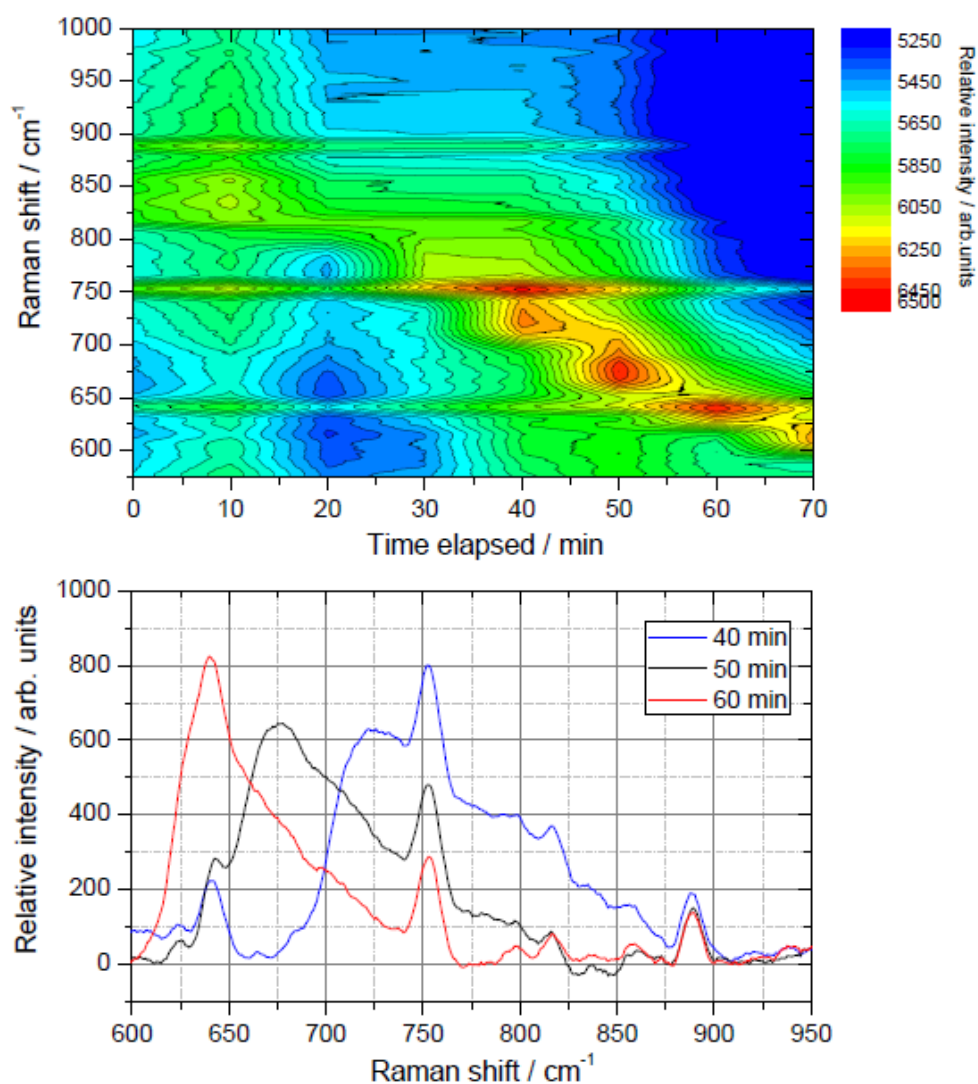 1000
950
900
850
800
750
700
650
600
Raman shift / cm⁻¹
0 10 20 30 40 50 60 70
Time elapsed / min
5250
5450
5650
5850
6050
6250
6450
6500
Relative intensity / arb.units
1000
800
600
400
200
0
Relative intensity / arb. units
40 min
50 min
60 min
600 650 700 750 800 850 900 950
Raman shift / cm⁻¹